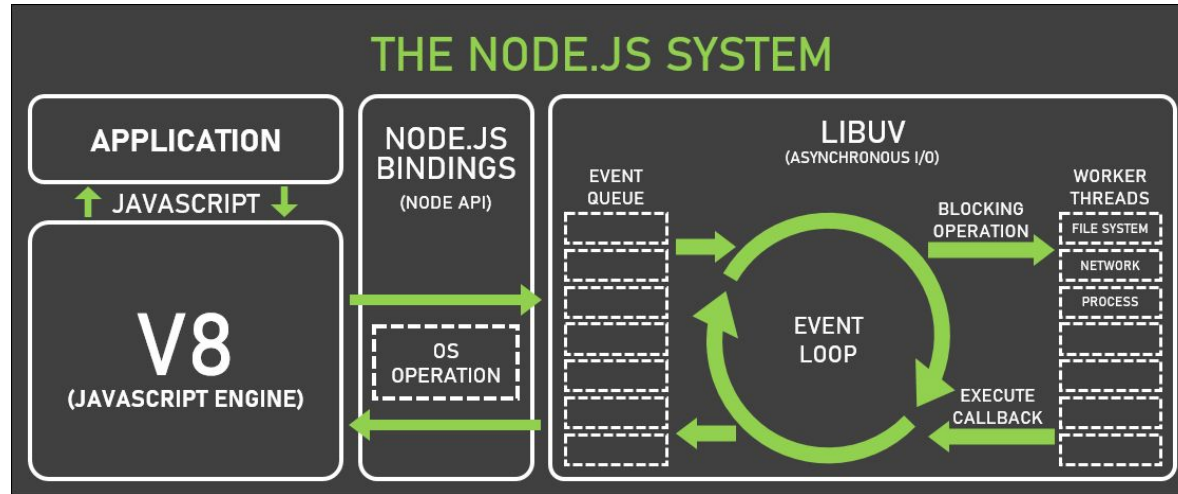 THE NODE.JS SYSTEM
APPLICATION
JAVASCRIPT
V8
(JAVASCRIPT ENGINE)
NODE.JS
BINDINGS
(NODE API)
OS
OPERATION
LIBUV
(ASYNCHRONOUS I/O)
EVENT
QUEUE
EVENT
LOOP
BLOCKING
OPERATION
EXECUTE
CALLBACK
WORKER
THREADS
FILE SYSTEM
NETWORK
PROCESS